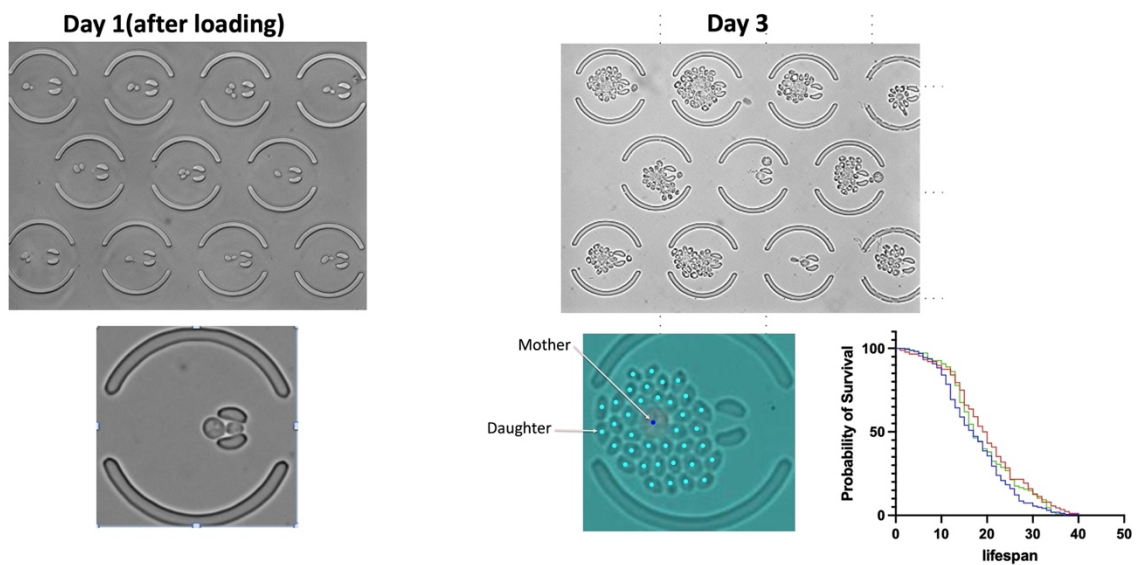 Day 1(after loading)
Day 3
Mother
Daughter
Probability of Survival
100
50
0
0 10 20 30 40 50
lifespan